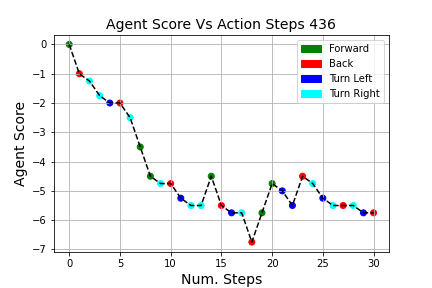 Agent Score Vs Action Steps 436
Agent Score
0
−1
−2
−3
−4
−5
−6
−7
Forward
Back
Turn Left
Turn Right
0 5 10 15 20 25 30
Num. Steps